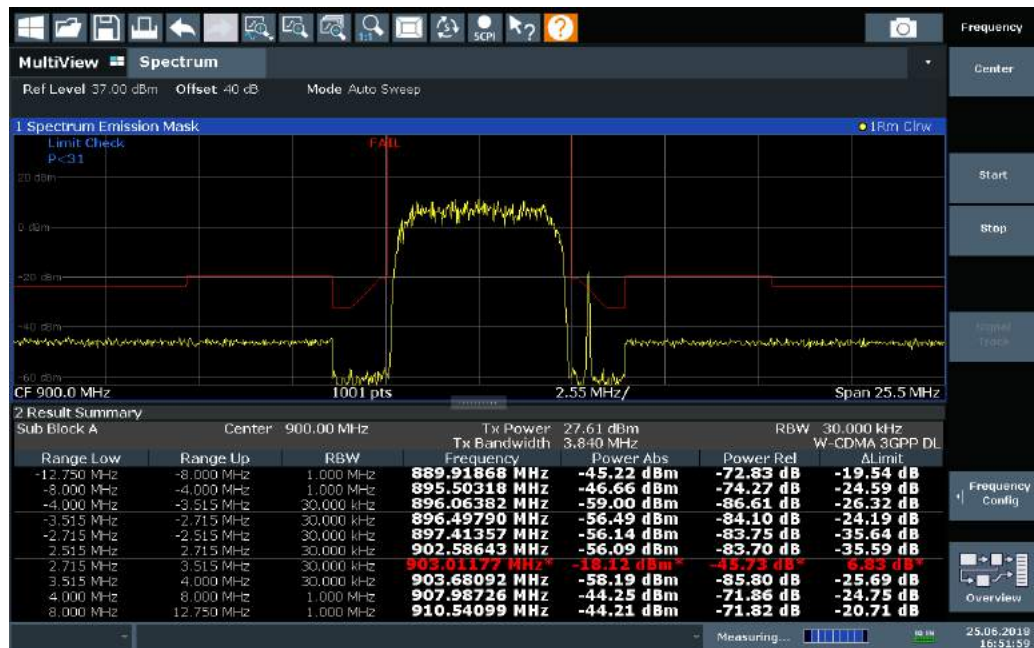 1:1
SCPI
?
?
Frequency
MultiView Spectrum
Center
Ref Level 37.00 dBm Offset 40 dB Mode Auto Sweep
1 Spectrum Emission Mask 1Rm Clrw
Limit Check FAIL
P<31
20 dBm
Start
0 dBm
Stop
-20 dBm
-40 dBm
Signal
Track
-60 dBm
CF 900.0 MHz 1001 pts 2.55 MHz/ Span 25.5 MHz
2 Result Summary
Sub Block A Center 900.00 MHz Tx Power 27.61 dBm RBW 30.000 kHz
Tx Bandwidth 3.840 MHz W-CDMA 3GPP DL
Range Low Range Up RBW Frequency Power Abs Power Rel ΔLimit
-12.750 MHz -8.000 MHz 1.000 MHz 889.91868 MHz -45.22 dBm -72.83 dB -19.54 dB
-8.000 MHz -4.000 MHz 1.000 MHz 895.50318 MHz -46.66 dBm -74.27 dB -24.59 dB
-4.000 MHz -3.515 MHz 30.000 kHz 896.06382 MHz -59.00 dBm -86.61 dB -26.32 dB
-3.515 MHz -2.715 MHz 30.000 kHz 896.49790 MHz -56.49 dBm -84.10 dB -24.19 dB
-2.715 MHz -2.515 MHz 30.000 kHz 897.41357 MHz -56.14 dBm -83.75 dB -35.64 dB
2.515 MHz 2.715 MHz 30.000 kHz 902.58643 MHz -56.09 dBm -83.70 dB -35.59 dB
2.715 MHz 3.515 MHz 30.000 kHz 903.01177 MHz* -18.12 dBm* -45.73 dB* 6.83 dB*
3.515 MHz 4.000 MHz 30.000 kHz 903.68092 MHz -58.19 dBm -85.80 dB -25.69 dB
4.000 MHz 8.000 MHz 1.000 MHz 907.98726 MHz -44.25 dBm -71.86 dB -24.75 dB
8.000 MHz 12.750 MHz 1.000 MHz 910.54099 MHz -44.21 dBm -71.82 dB -20.71 dB
Frequency
Config
Overview
Measuring...
25.06.2018
16:51:59